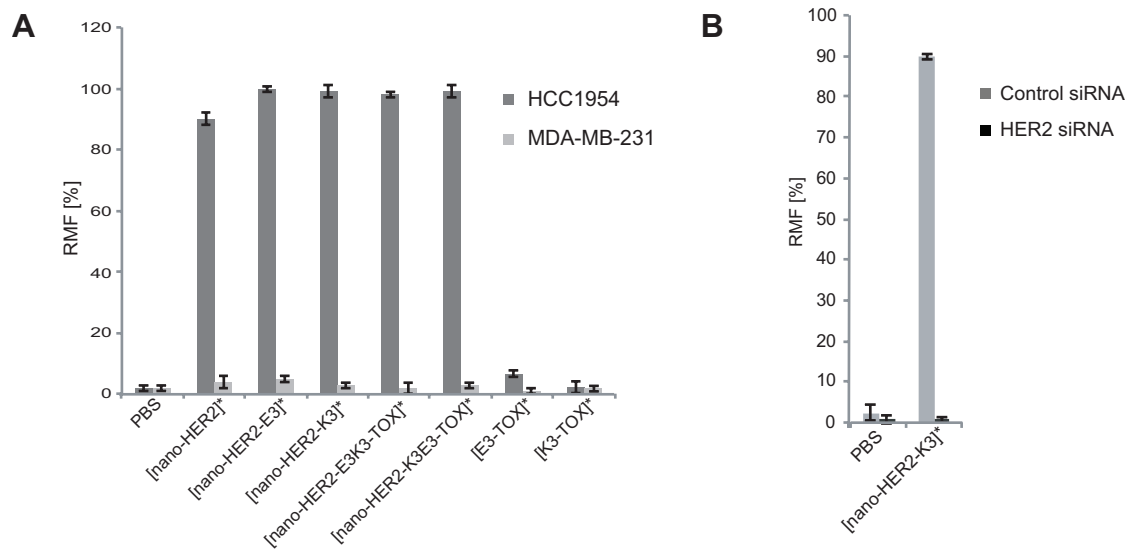 A
120
100
80
60
40
20
0
RMF [%]
HCC1954
MDA-MB-231
PBS
[nano-HER2]*
[nano-HER2-E3]*
[nano-HER2-K3]*
[nano-HER2-E3K3-TOX]*
[nano-HER2-K3E3-TOX]*
[E3-TOX]*
[K3-TOX]*
B
100
90
80
70
60
50
40
30
20
10
0
RMF [%]
Control siRNA
HER2 siRNA
PBS
[nano-HER2-K3]*